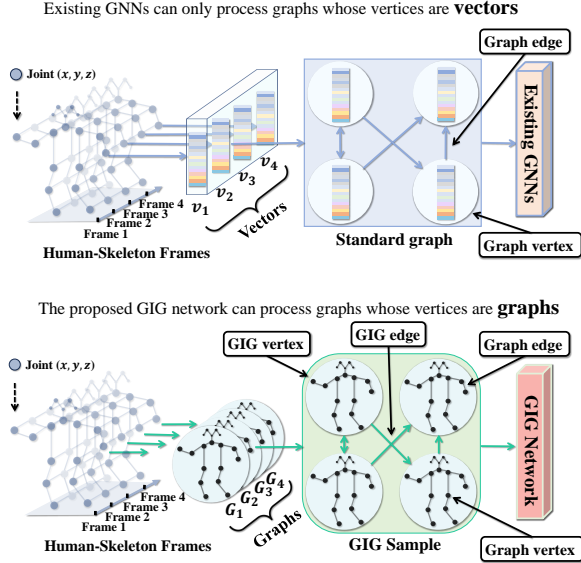 Existing GNNs can only process graphs whose vertices are vectors
Joint (x, y, z)
Graph edge
Existing GNNs
v₁
v₂
v₃
v₄
Vectors
Frame 1
Frame 2
Frame 3
Frame 4
Human-Skeleton Frames
Standard graph
Graph vertex
The proposed GIG network can process graphs whose vertices are graphs
GIG vertex
GIG edge
Graph edge
Joint (x, y, z)
GIG Network
G₁
G₂
G₃
G₄
Graphs
Frame 1
Frame 2
Frame 3
Frame 4
Human-Skeleton Frames
GIG Sample
Graph vertex